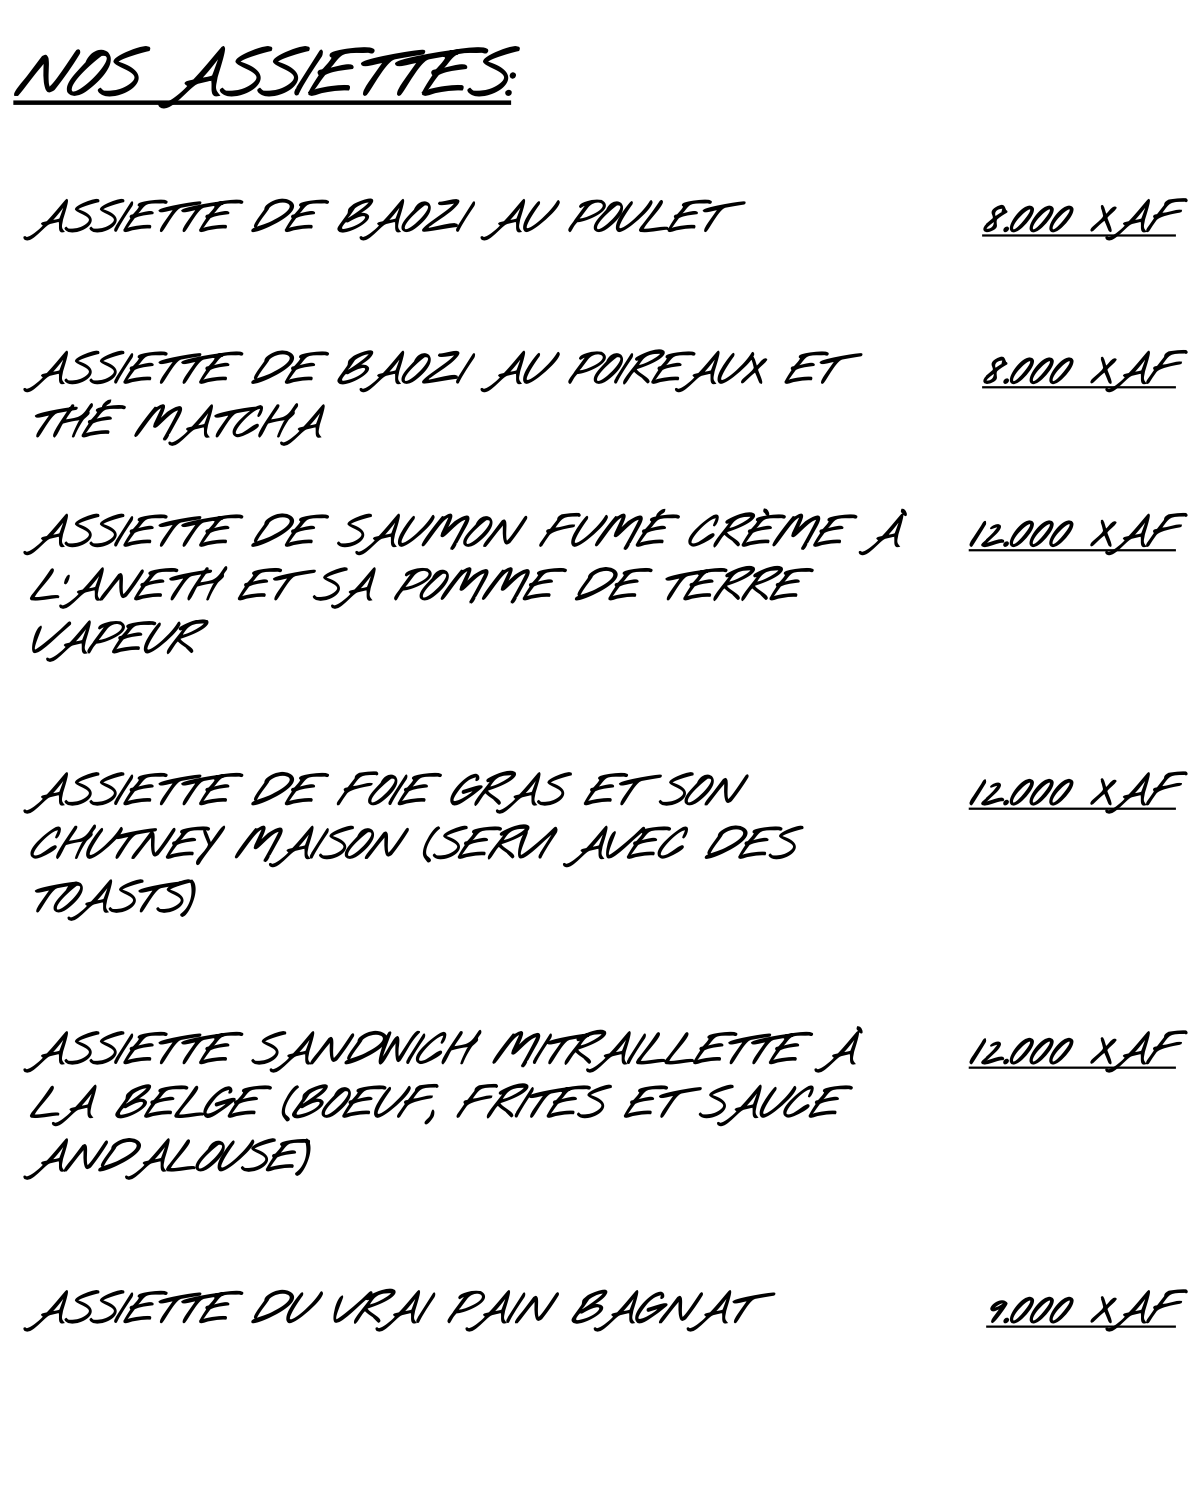 NOS ASSIETTES:
ASSIETTE DE BAOZI AU POULET 8.000 XAF
ASSIETTE DE BAOZI AU POIREAUX ET 8.000 XAF
THÉ MATCHA
ASSIETTE DE SAUMON FUMÉ CRÈME À 12.000 XAF
L'ANETH ET SA POMME DE TERRE
VAPEUR
ASSIETTE DE FOIE GRAS ET SON 12.000 XAF
CHUTNEY MAISON (SERVI AVEC DES
TOASTS)
ASSIETTE SANDWICH MITRAILLETTE À 12.000 XAF
LA BELGE (BOEUF, FRITES ET SAUCE
ANDALOUSE)
ASSIETTE DU VRAI PAIN BAGNAT 9.000 XAF